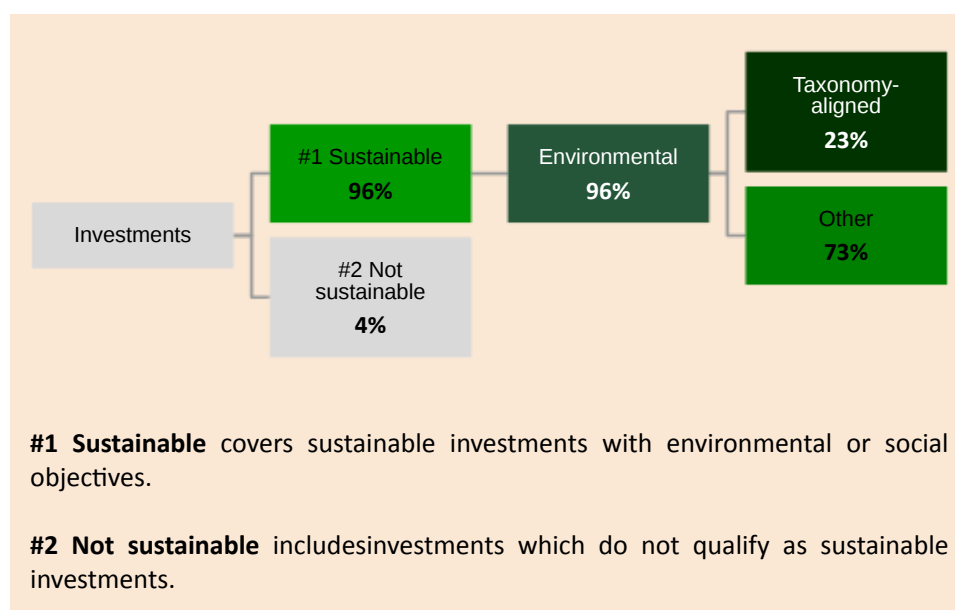 Taxonomy-
aligned
23%
#1 Sustainable
96%
Environmental
96%
Investments
Other
73%
#2 Not
sustainable
4%
#1 Sustainable covers sustainable investments with environmental or social
objectives.
#2 Not sustainable includesinvestments which do not qualify as sustainable
investments.